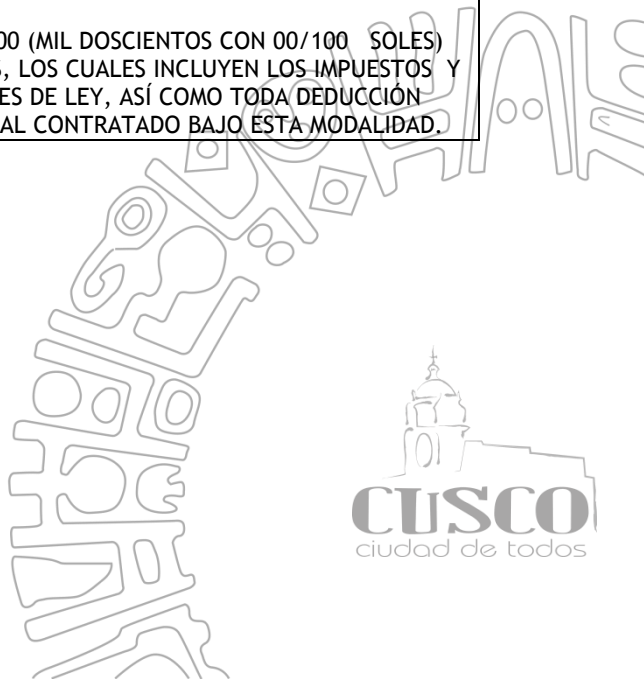 00 (MIL DOSCIENTOS CON 00/100 SOLES)
, LOS CUALES INCLUYEN LOS IMPUESTOS Y
ES DE LEY, ASÍ COMO TODA DEDUCCIÓN
AL CONTRATADO BAJO ESTA MODALIDAD.
CUSCO
ciudad de todos